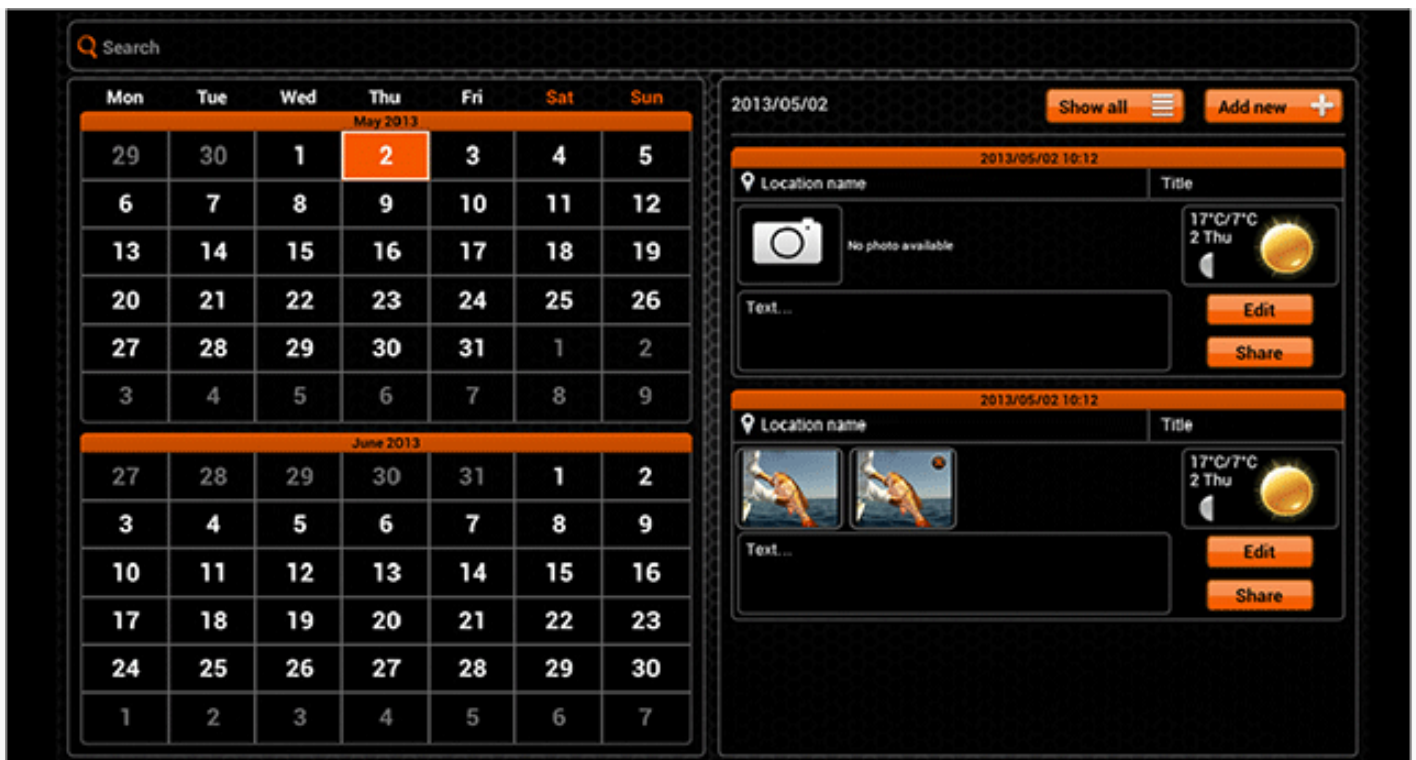 Search
Mon Tue Wed Thu Fri Sat Sun
May 2013
29 30 1 2 3 4 5
6 7 8 9 10 11 12
13 14 15 16 17 18 19
20 21 22 23 24 25 26
27 28 29 30 31 1 2
3 4 5 6 7 8 9
June 2013
27 28 29 30 31 1 2
3 4 5 6 7 8 9
10 11 12 13 14 15 16
17 18 19 20 21 22 23
24 25 26 27 28 29 30
1 2 3 4 5 6 7
2013/05/02 Show all Add new
2013/05/02 10:12
Location name Title
No photo available
17°C/7°C
2 Thu
Text...
Edit
Share
2013/05/02 10:12
Location name Title
17°C/7°C
2 Thu
Text...
Edit
Share